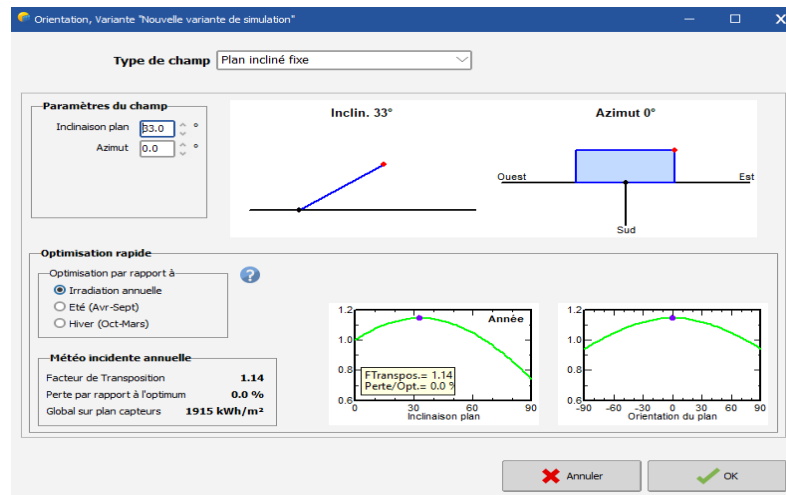 Orientation, Variante "Nouvelle variante de simulation"
Type de champ Plan incliné fixe
Paramètres du champ
Inclinaison plan 33.0 °
Azimut 0.0 °
Inclin. 33°
Azimut 0°
Ouest
Est
Sud
Optimisation rapide
Optimisation par rapport à
Irradiation annuelle
Eté (Avr-Sept)
Hiver (Oct-Mars)
?
Météo incidente annuelle
Facteur de Transposition 1.14
Perte par rapport à l'optimum 0.0 %
Global sur plan capteurs 1915 kWh/m²
Année
1.2
1.0
0.8
0.6
FTranspos.= 1.14
Perte/Opt.= 0.0 %
0 30 60 90
Inclinaison plan
1.2
1.0
0.8
0.6
-90 -60 -30 0 30 60 90
Orientation du plan
Annuler
OK